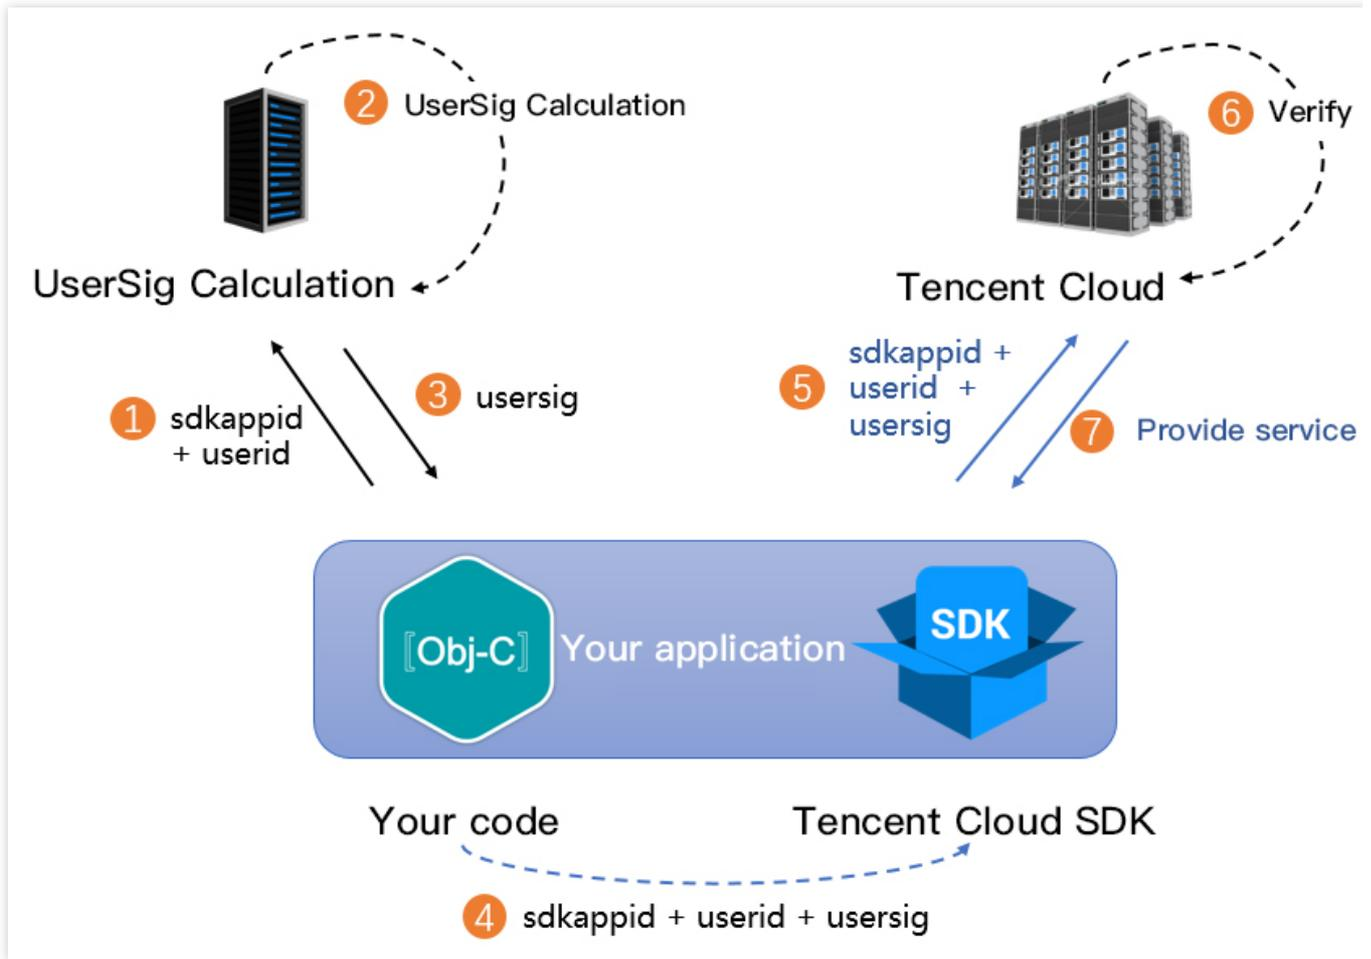 2 UserSig Calculation
6 Verify
UserSig Calculation
Tencent Cloud
1 sdkappid
+ userid
3 usersig
5 sdkappid +
userid +
usersig
7 Provide service
[Obj-C]
Your application
SDK
Your code
Tencent Cloud SDK
4 sdkappid + userid + usersig